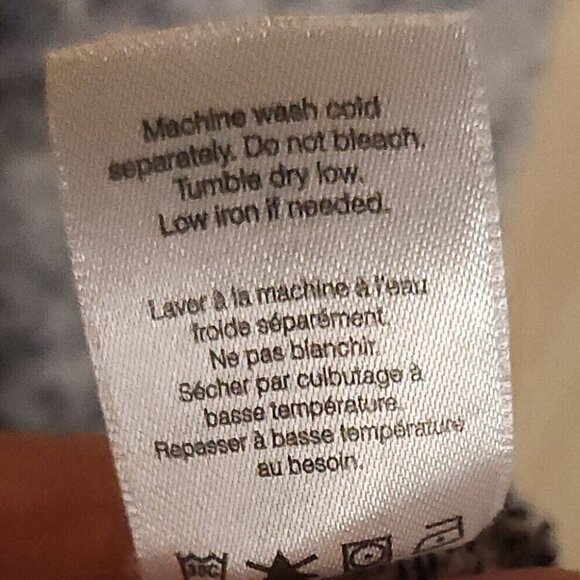 Machine wash cold
separately. Do not bleach.
Tumble dry low.
Low iron if needed.
Laver à la machine à l'eau
froide séparément.
Ne pas blanchir.
Sécher par culbutage à
basse température.
Repasser à basse température
au besoin.
30C